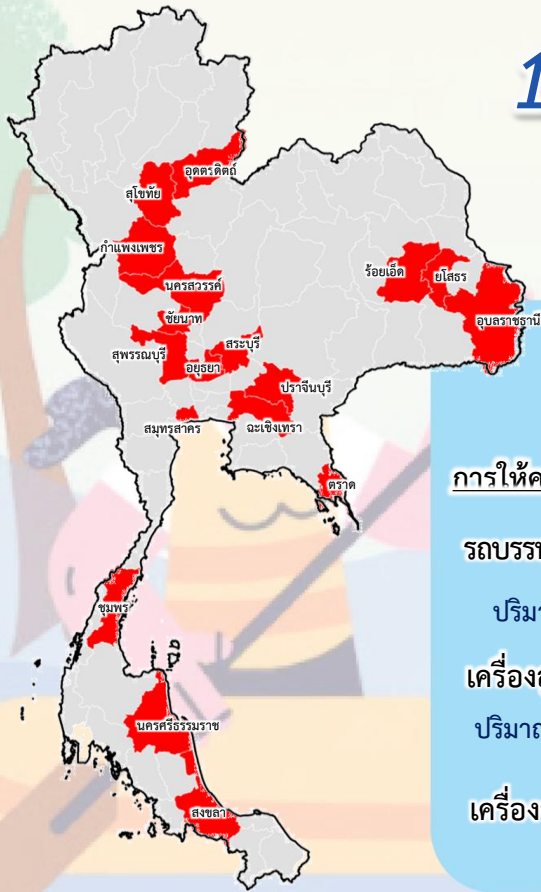 1
อุตรดิตถ์
สุโขทัย
กำแพงเพชร
ร้อยเอ็ด
ยโสธร
นครสวรรค์
ชัยนาท
อุบลราชธานี
สระบุรี
สุพรรณบุรี
อยุธยา
ปราจีนบุรี
สมุทรสาคร
ฉะเชิงเทรา
ตราด
การให้ค
รถบรรท
ปริมา
เครื่องส
ปริมาถ
เครื่อง
ชุมพร
นครศรีธรรมราช
สงขลา